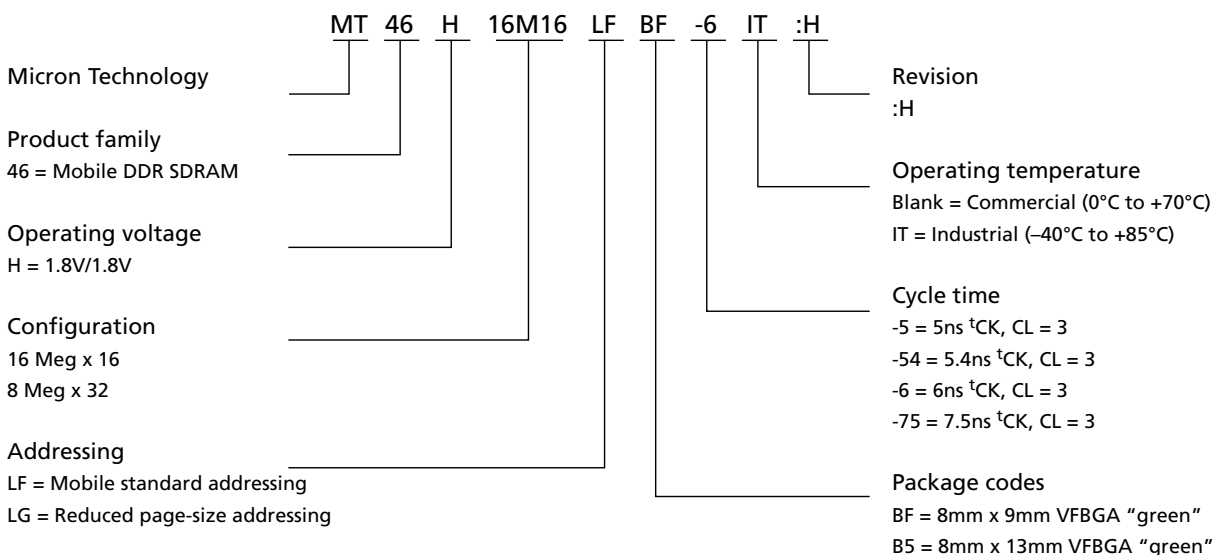 MT 46 H 16M16 LF BF -6 IT :H
Micron Technology
Product family
46 = Mobile DDR SDRAM
Operating voltage
H = 1.8V/1.8V
Configuration
16 Meg x 16
8 Meg x 32
Addressing
LF = Mobile standard addressing
LG = Reduced page-size addressing
Revision
:H
Operating temperature
Blank = Commercial (0°C to +70°C)
IT = Industrial (–40°C to +85°C)
Cycle time
-5 = 5ns ᵗCK, CL = 3
-54 = 5.4ns ᵗCK, CL = 3
-6 = 6ns ᵗCK, CL = 3
-75 = 7.5ns ᵗCK, CL = 3
Package codes
BF = 8mm x 9mm VFBGA “green”
B5 = 8mm x 13mm VFBGA “green”